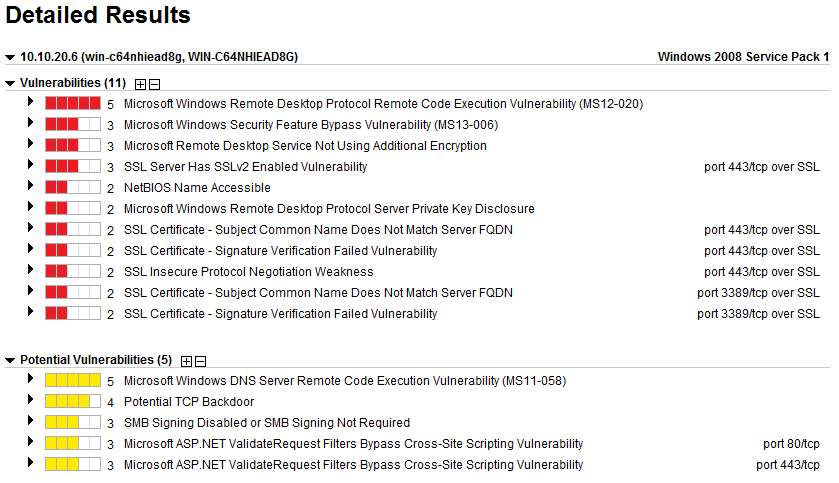 Detailed Results
10.10.20.6 (win-c64nhiead8g, WIN-C64NHIEAD8G) Windows 2008 Service Pack 1
Vulnerabilities (11)
5 Microsoft Windows Remote Desktop Protocol Remote Code Execution Vulnerability (MS12-020)
3 Microsoft Windows Security Feature Bypass Vulnerability (MS13-006)
3 Microsoft Remote Desktop Service Not Using Additional Encryption
3 SSL Server Has SSLv2 Enabled Vulnerability port 443/tcp over SSL
2 NetBIOS Name Accessible
2 Microsoft Windows Remote Desktop Protocol Server Private Key Disclosure
2 SSL Certificate - Subject Common Name Does Not Match Server FQDN port 443/tcp over SSL
2 SSL Certificate - Signature Verification Failed Vulnerability port 443/tcp over SSL
2 SSL Insecure Protocol Negotiation Weakness port 443/tcp over SSL
2 SSL Certificate - Subject Common Name Does Not Match Server FQDN port 3389/tcp over SSL
2 SSL Certificate - Signature Verification Failed Vulnerability port 3389/tcp over SSL
Potential Vulnerabilities (5)
5 Microsoft Windows DNS Server Remote Code Execution Vulnerability (MS11-058)
4 Potential TCP Backdoor
3 SMB Signing Disabled or SMB Signing Not Required
3 Microsoft ASP.NET ValidateRequest Filters Bypass Cross-Site Scripting Vulnerability port 80/tcp
3 Microsoft ASP.NET ValidateRequest Filters Bypass Cross-Site Scripting Vulnerability port 443/tcp